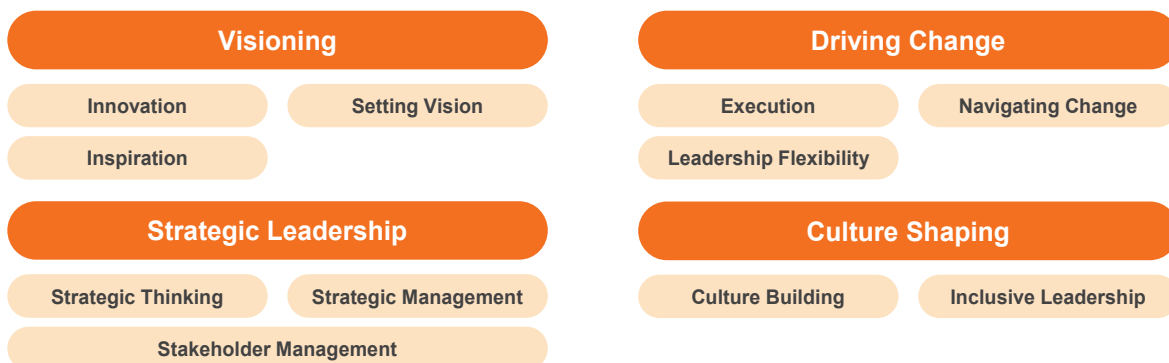 Visioning
Innovation
Setting Vision
Inspiration
Driving Change
Execution
Navigating Change
Leadership Flexibility
Strategic Leadership
Strategic Thinking
Strategic Management
Stakeholder Management
Culture Shaping
Culture Building
Inclusive Leadership